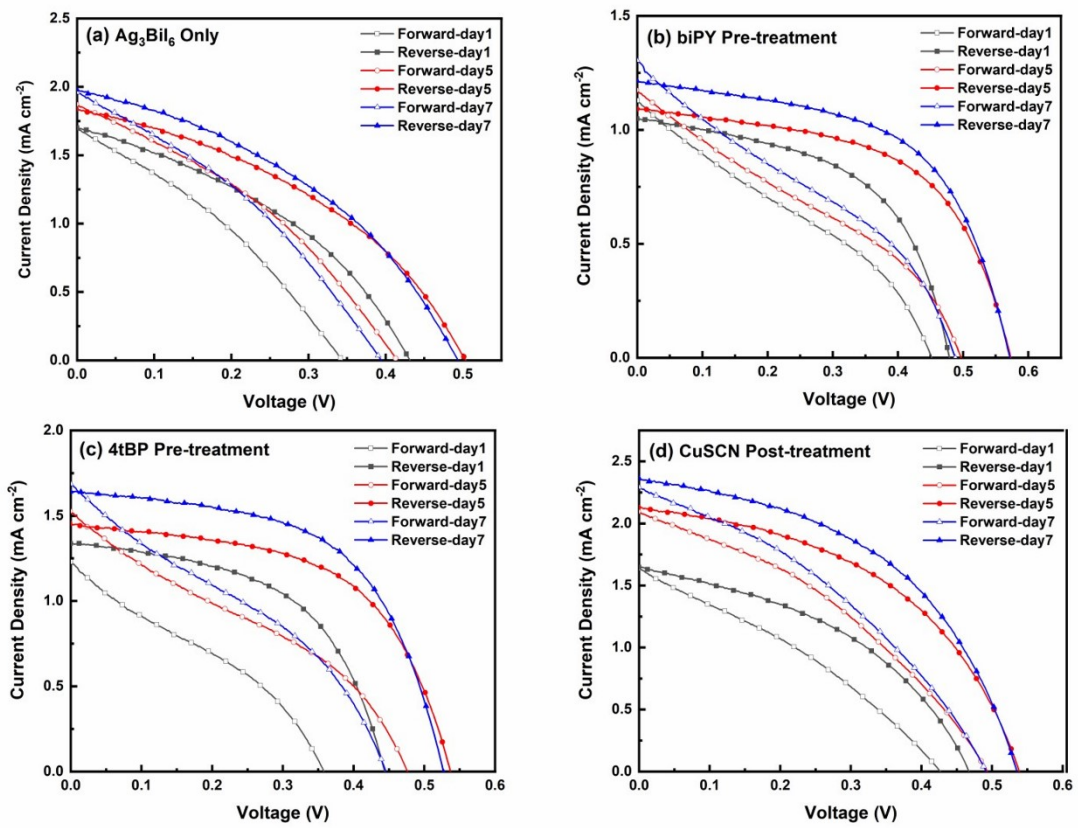 (a) Ag₃BiI₆ Only
Forward-day1
Reverse-day1
Forward-day5
Reverse-day5
Forward-day7
Reverse-day7
2.5
2.0
1.5
1.0
0.5
0.0
Current Density (mA cm⁻²)
0.0 0.1 0.2 0.3 0.4 0.5
Voltage (V)
(b) biPY Pre-treatment
Forward-day1
Reverse-day1
Forward-day5
Reverse-day5
Forward-day7
Reverse-day7
1.5
1.0
0.5
0.0
Current Density (mA cm⁻²)
0.0 0.1 0.2 0.3 0.4 0.5 0.6
Voltage (V)
(c) 4tBP Pre-treatment
Forward-day1
Reverse-day1
Forward-day5
Reverse-day5
Forward-day7
Reverse-day7
2.0
1.5
1.0
0.5
0.0
Current Density (mA cm⁻²)
0.0 0.1 0.2 0.3 0.4 0.5 0.6
Voltage (V)
(d) CuSCN Post-treatment
Forward-day1
Reverse-day1
Forward-day5
Reverse-day5
Forward-day7
Reverse-day7
2.5
2.0
1.5
1.0
0.5
0.0
Current Density (mA cm⁻²)
0.0 0.1 0.2 0.3 0.4 0.5 0.6
Voltage (V)